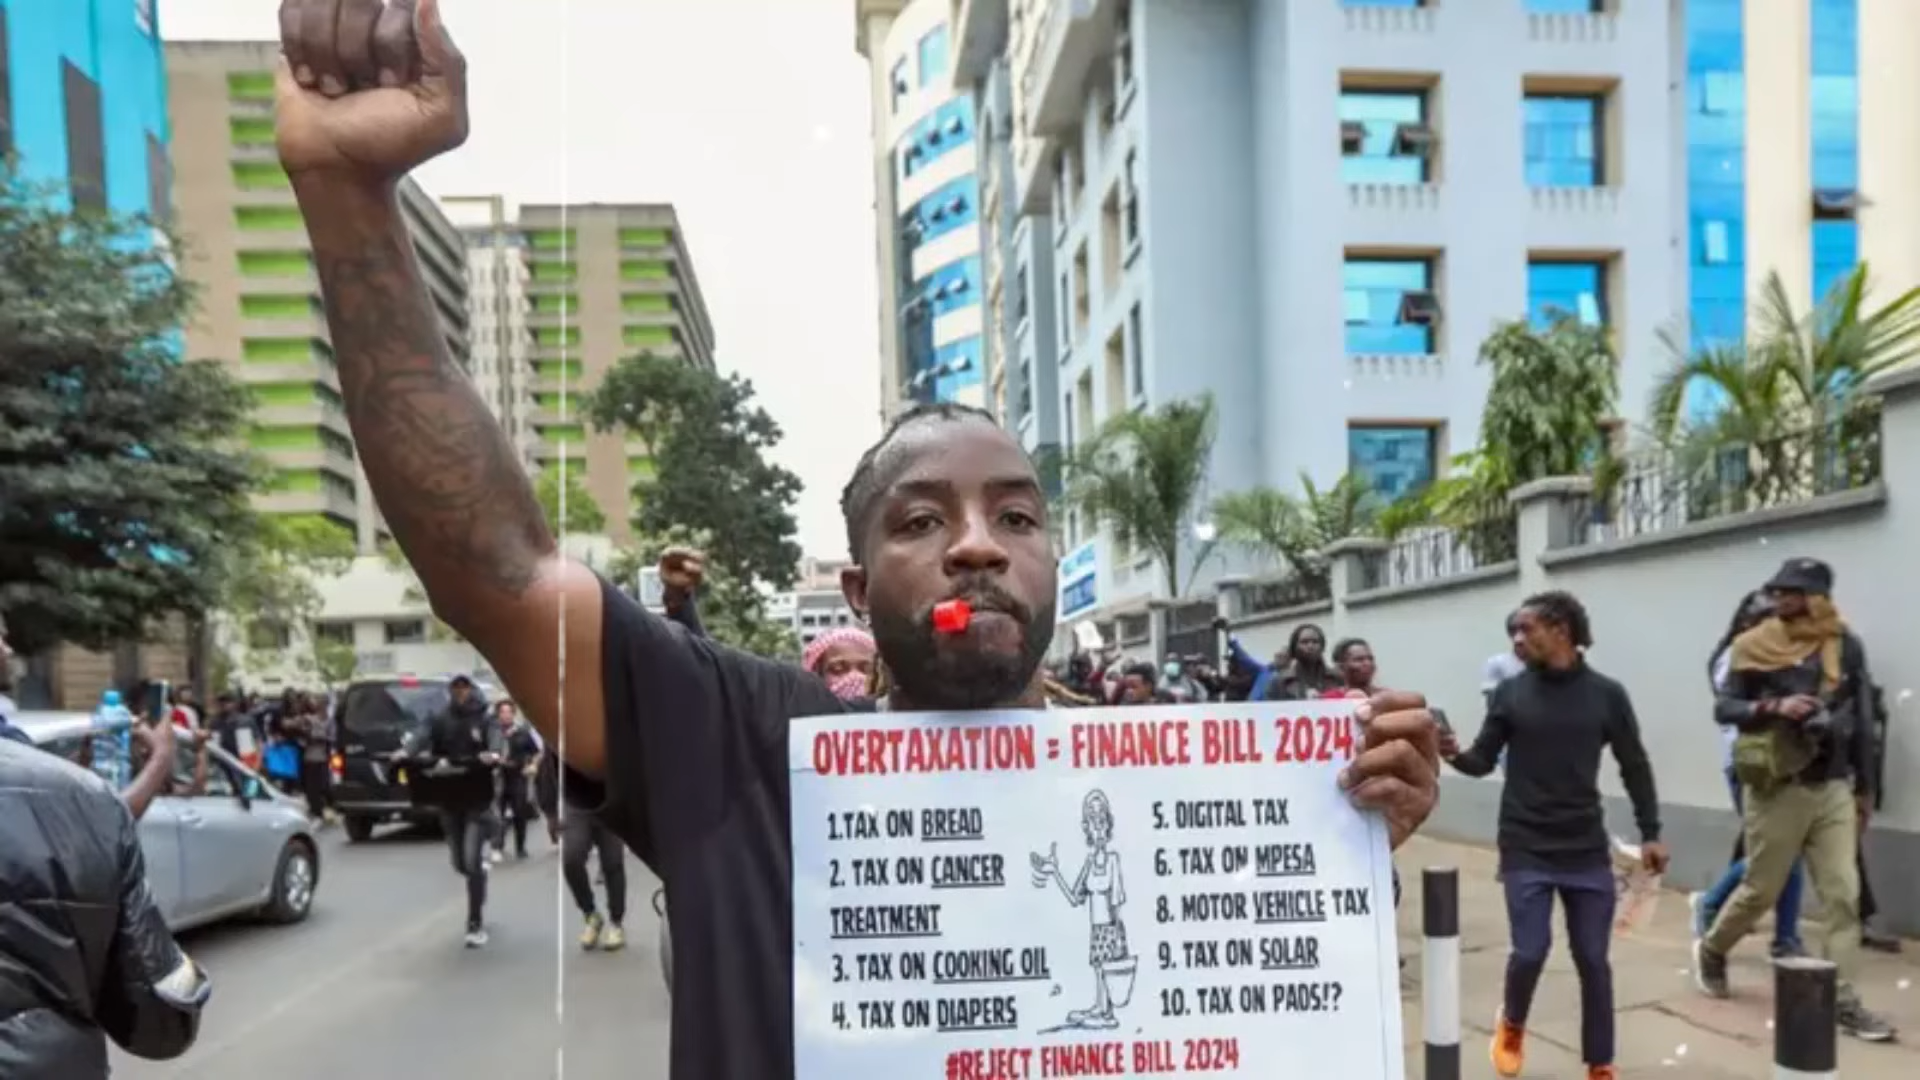 OVERTAXATION = FINANCE BILL 2024
1.TAX ON BREAD
2. TAX ON CANCER
TREATMENT
3. TAX ON COOKING OIL
4. TAX ON DIAPERS
5. DIGITAL TAX
6. TAX ON MPESA
8. MOTOR VEHICLE TAX
9. TAX ON SOLAR
10. TAX ON PADS!?
#REJECT FINANCE BILL 2024